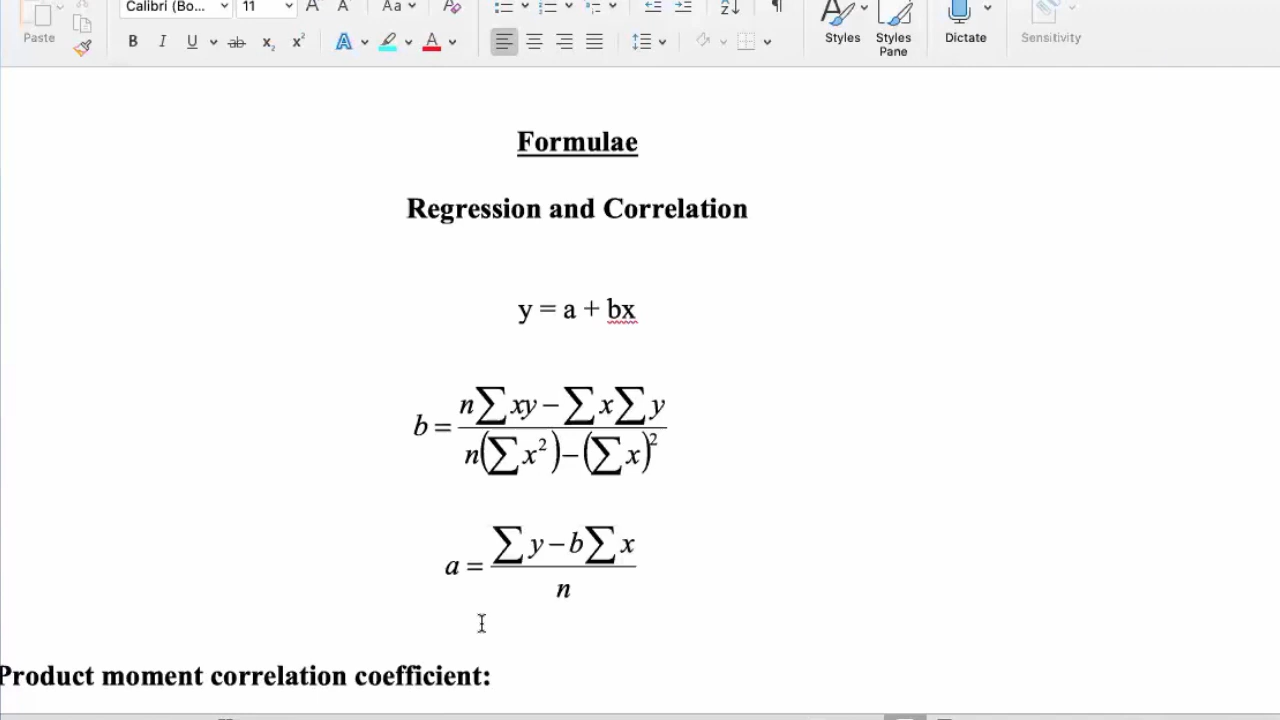 Calibri (Bo... 11 A A Aa A
Paste B I U ab x₂ x² A A Styles Styles Pane Dictate Sensitivity
Formulae
Regression and Correlation
y = a + bx
b = (n∑xy − ∑x∑y) / (n(∑x²) − (∑x)²)
a = (∑y − b∑x) / n
Product moment correlation coefficient: